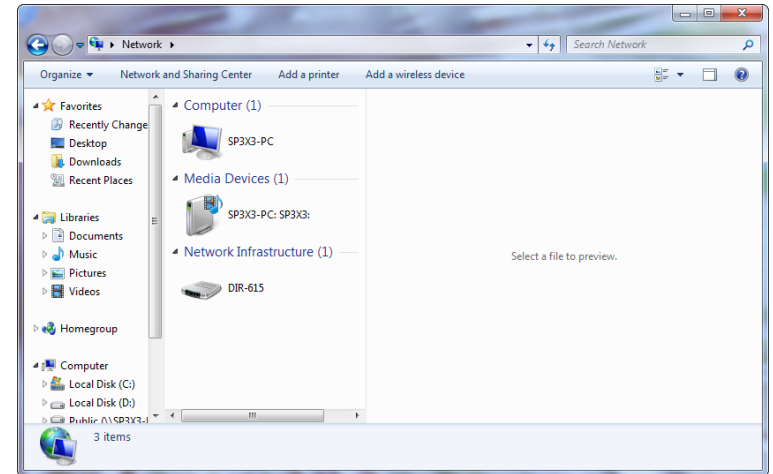 Network
Search Network
Organize
Network and Sharing Center
Add a printer
Add a wireless device
Favorites
Recently Change
Desktop
Downloads
Recent Places
Libraries
Documents
Music
Pictures
Videos
Homegroup
Computer
Local Disk (C:)
Local Disk (D:)
Public (\\SP3X3-
Computer (1)
SP3X3-PC
Media Devices (1)
SP3X3-PC: SP3X3:
Network Infrastructure (1)
DIR-615
Select a file to preview.
3 items